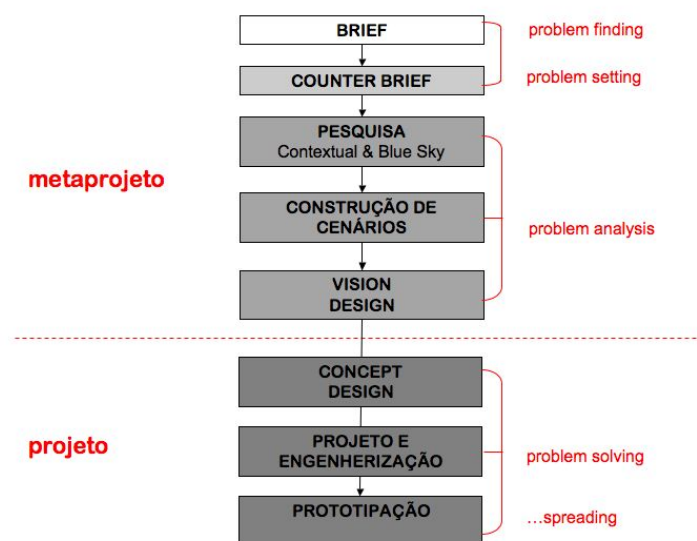 BRIEF
problem finding
COUNTER BRIEF
problem setting
PESQUISA
Contextual & Blue Sky
metaprojeto
CONSTRUÇÃO DE
CENÁRIOS
problem analysis
VISION
DESIGN
CONCEPT
DESIGN
projeto
PROJETO E
ENGENHERIZAÇÃO
problem solving
PROTOTIPAÇÃO
...spreading